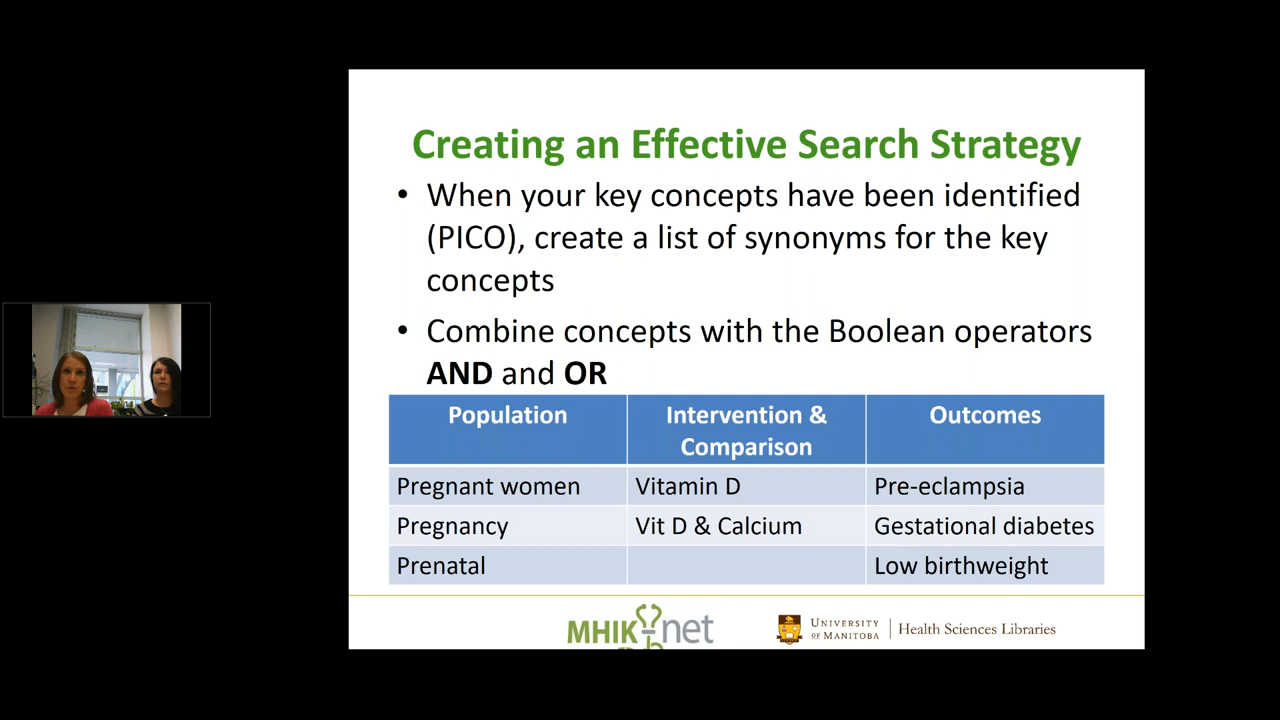 Creating an Effective Search Strategy
• When your key concepts have been identified
(PICO), create a list of synonyms for the key
concepts
• Combine concepts with the Boolean operators
AND and OR
Population Intervention & Comparison Outcomes
Pregnant women Vitamin D Pre-eclampsia
Pregnancy Vit D & Calcium Gestational diabetes
Prenatal Low birthweight
MHIK-net
UNIVERSITY OF MANITOBA Health Sciences Libraries